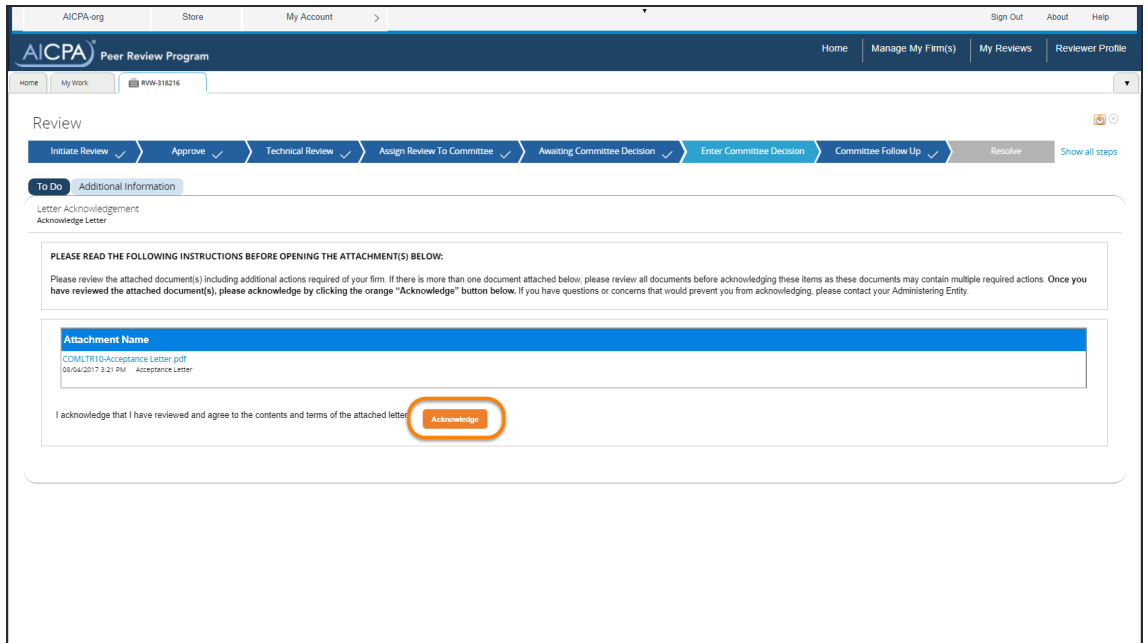 AICPA-org Store My Account > ▼ Sign Out About Help
AICPA® Peer Review Program Home Manage My Firm(s) My Reviews Reviewer Profile
Home My Work RVW-318216 ▼
Review
Initiate Review Approve Technical Review Assign Review To Committee Awaiting Committee Decision Enter Committee Decision Committee Follow Up Resolve Show all steps
To Do Additional Information
Letter Acknowledgement
Acknowledge Letter
PLEASE READ THE FOLLOWING INSTRUCTIONS BEFORE OPENING THE ATTACHMENT(S) BELOW:
Please review the attached document(s) including additional actions required of your firm. If there is more than one document attached below, please review all documents before acknowledging these items as these documents may contain multiple required actions. Once you
have reviewed the attached document(s), please acknowledge by clicking the orange “Acknowledge” button below. If you have questions or concerns that would prevent you from acknowledging, please contact your Administering Entity.
Attachment Name
COMLTR10-Acceptance Letter.pdf
08/04/2017 3:21 PM Acceptance Letter
I acknowledge that I have reviewed and agree to the contents and terms of the attached letter Acknowledge